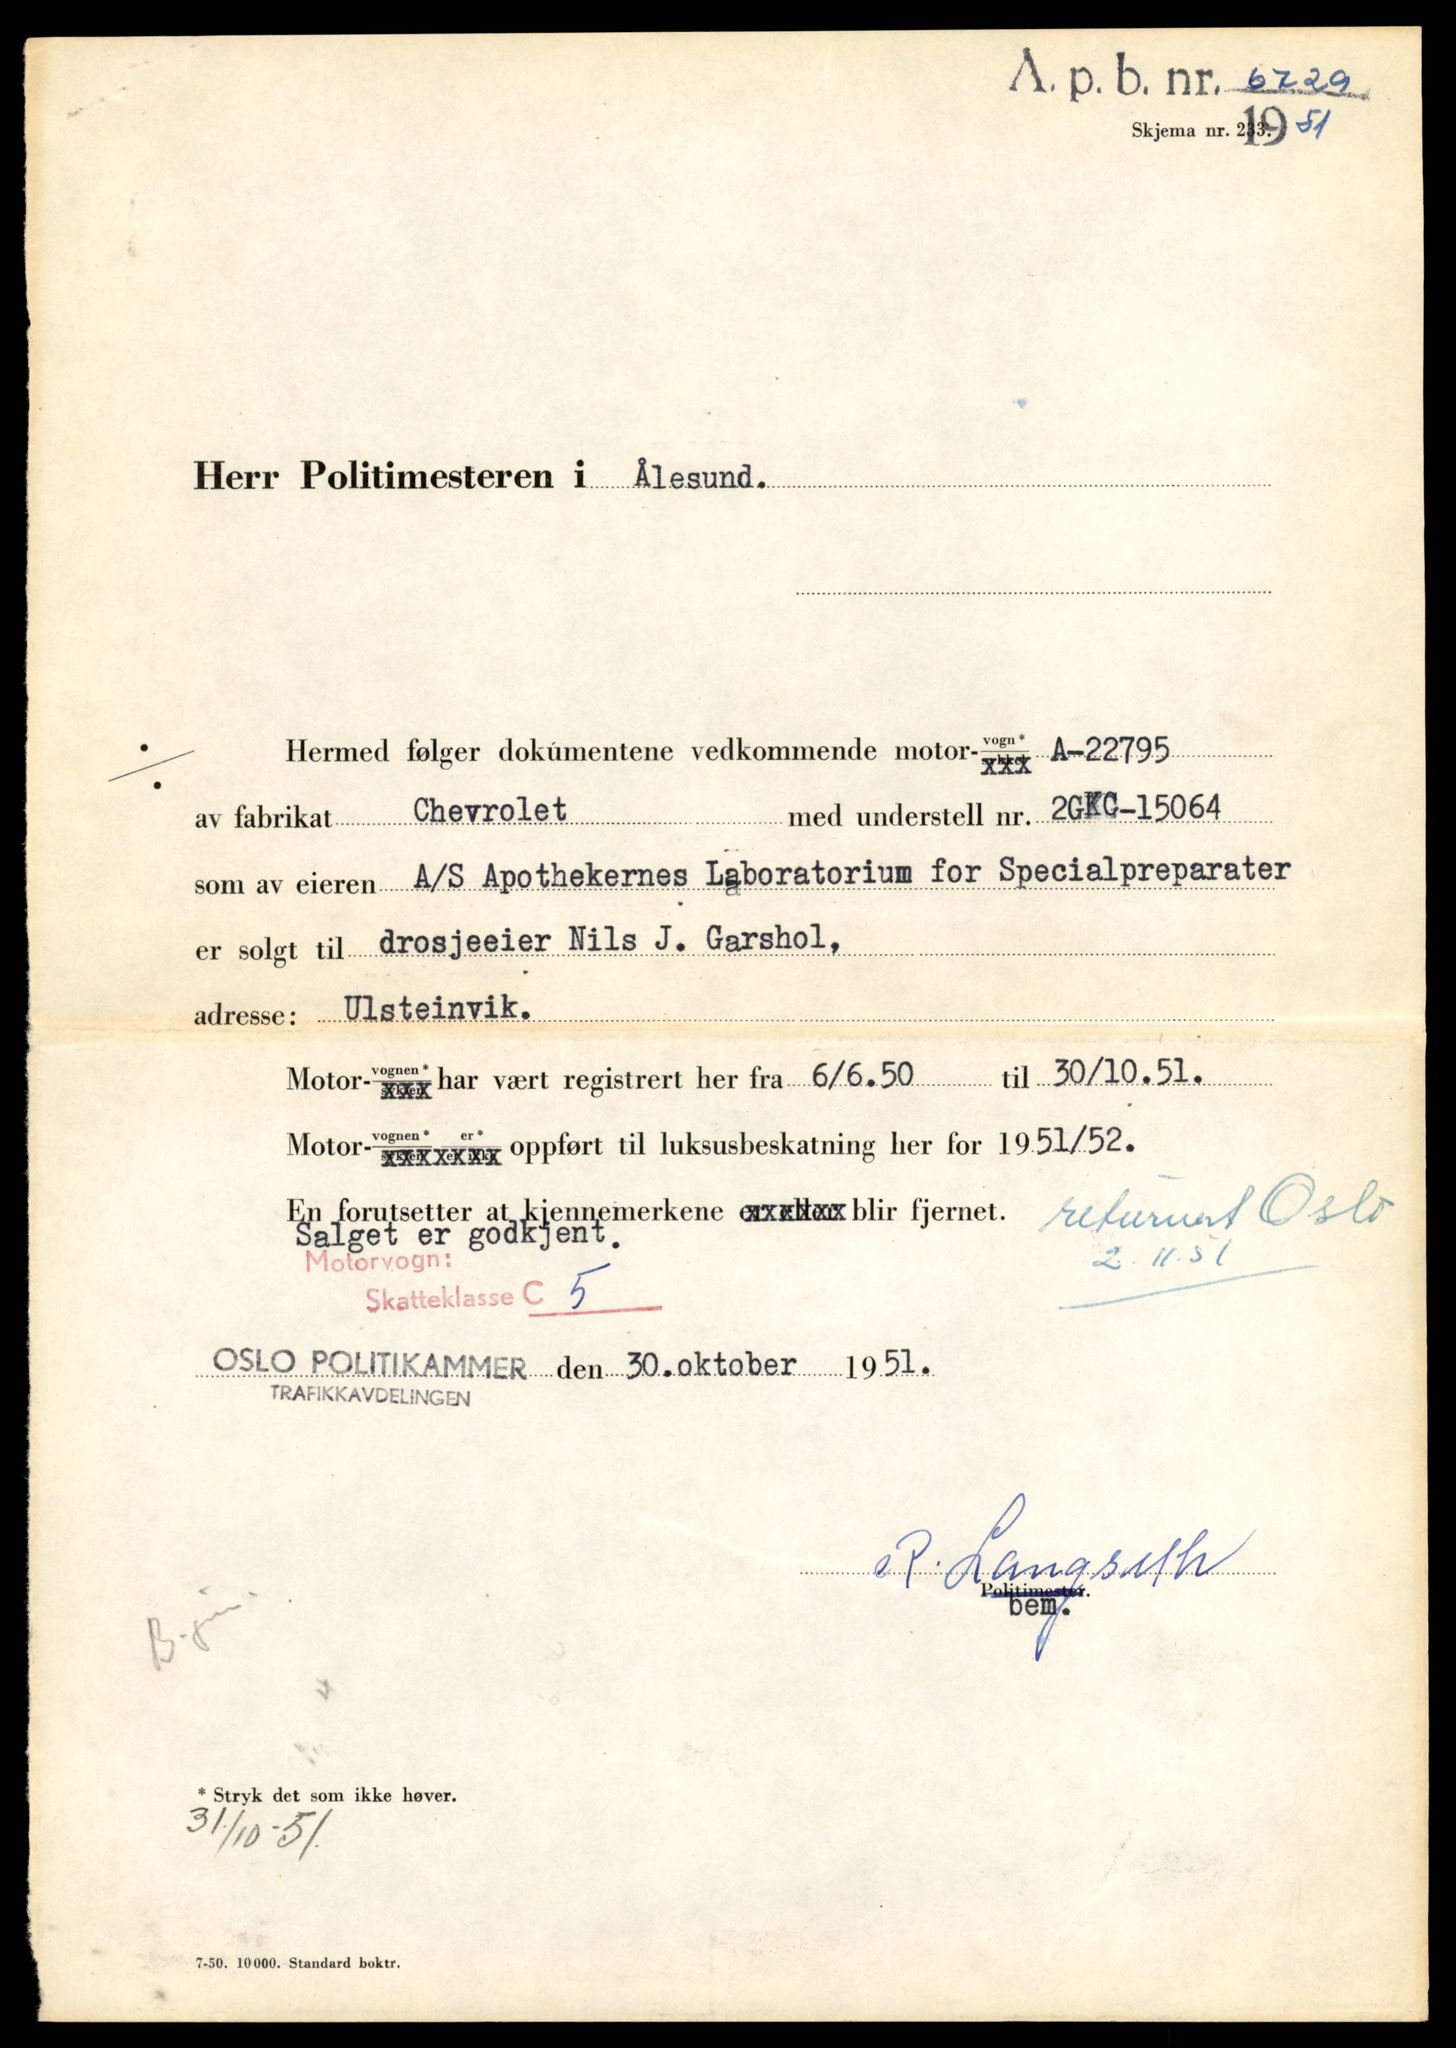 A. p. b. nr. 6729
Skjema nr. 233. 1951
Herr Politimesteren i Ålesund.
Hermed følger dokumentene vedkommende motor-vogn* A-22795
av fabrikat Chevrolet med understell nr. 2GKG-15064
som av eieren A/S Apothekernes Laboratorium for Specialpreparater
er solgt til drosjeeier Nils J. Garshol,
adresse: Ulsteinvik.
Motor-vognen* har vært registrert her fra 6/6.50 til 30/10.51.
Motor-vognen* er* oppført til luksusbeskatning her for 1951/52.
En forutsetter at kjennemerkene er eller blir fjernet.
Salget er godkjent.
returnert Oslo
2.11.51
Motorvogn:
Skatteklasse C 5
OSLO POLITIKAMMER den 30.oktober 1951.
TRAFIKKAVDELINGEN
R. Langseth
Politimester.
bem.
* Stryk det som ikke høver.
31/10-51.
7-50. 10000. Standard boktr.